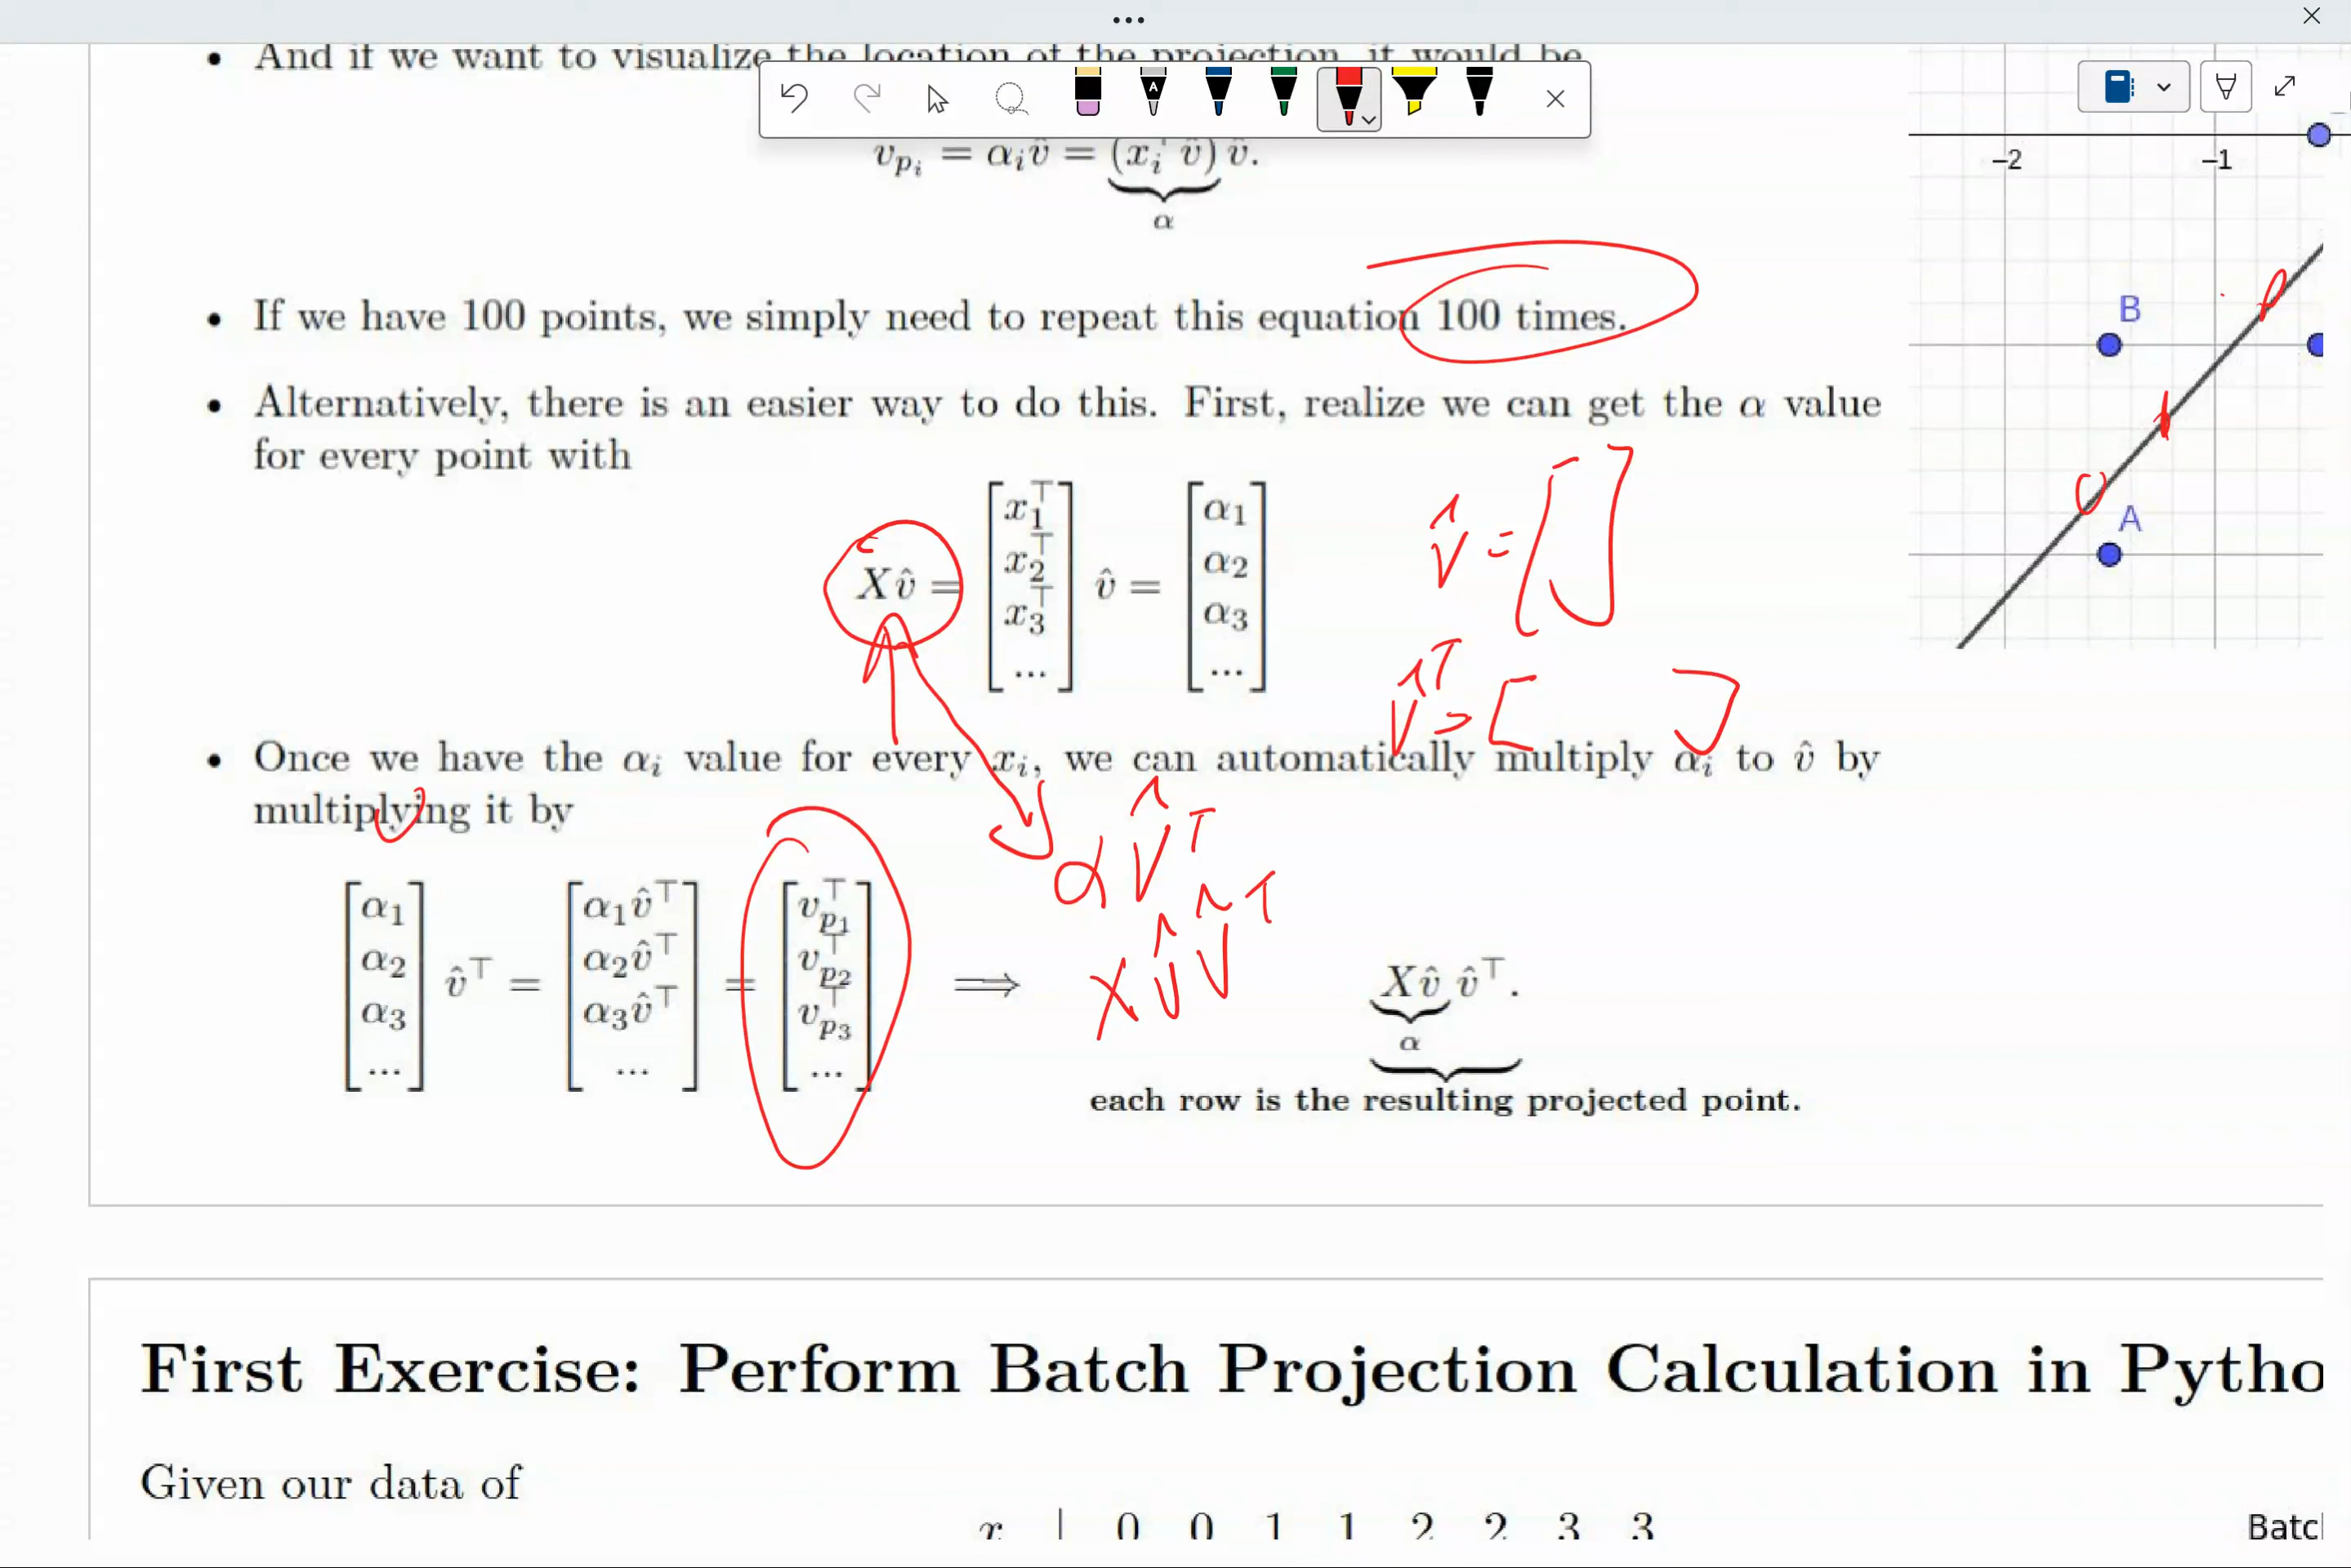 • And if we want to visualize the location of the projection, it would be
v_{p_i} = α_i v̂ = (x_i^⊤ v̂) v̂.
α
• If we have 100 points, we simply need to repeat this equation 100 times.
• Alternatively, there is an easier way to do this. First, realize we can get the α value
for every point with
X v̂ = [x_1^⊤ x_2^⊤ x_3^⊤ ...] v̂ = [α_1 α_2 α_3 ...]
v̂ = [ ]
v̂^T = [ ]
• Once we have the α_i value for every x_i, we can automatically multiply α_i to v̂ by
multiplying it by
α v̂^T
X v̂ v̂^T
[α_1 α_2 α_3 ...] v̂^⊤ = [α_1 v̂^⊤ α_2 v̂^⊤ α_3 v̂^⊤ ...] = [v_{p_1}^⊤ v_{p_2}^⊤ v_{p_3}^⊤ ...] ⟹ X v̂ v̂^⊤.
α
each row is the resulting projected point.
-2 -1
B
A
First Exercise: Perform Batch Projection Calculation in Pytho
Given our data of
x | 0 0 1 1 2 2 3 3
Batc